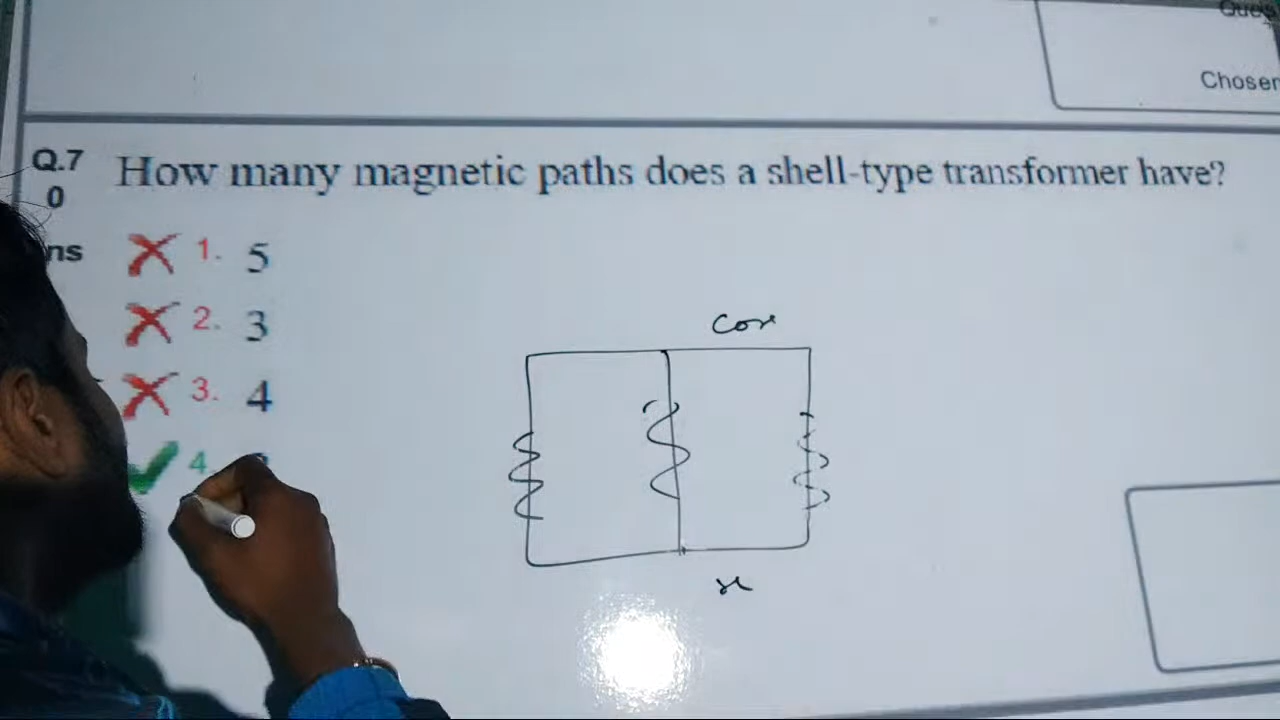 Ques
Chosen
Q.7
0
How many magnetic paths does a shell-type transformer have?
ns
1. 5
2. 3
3. 4
4.
Core